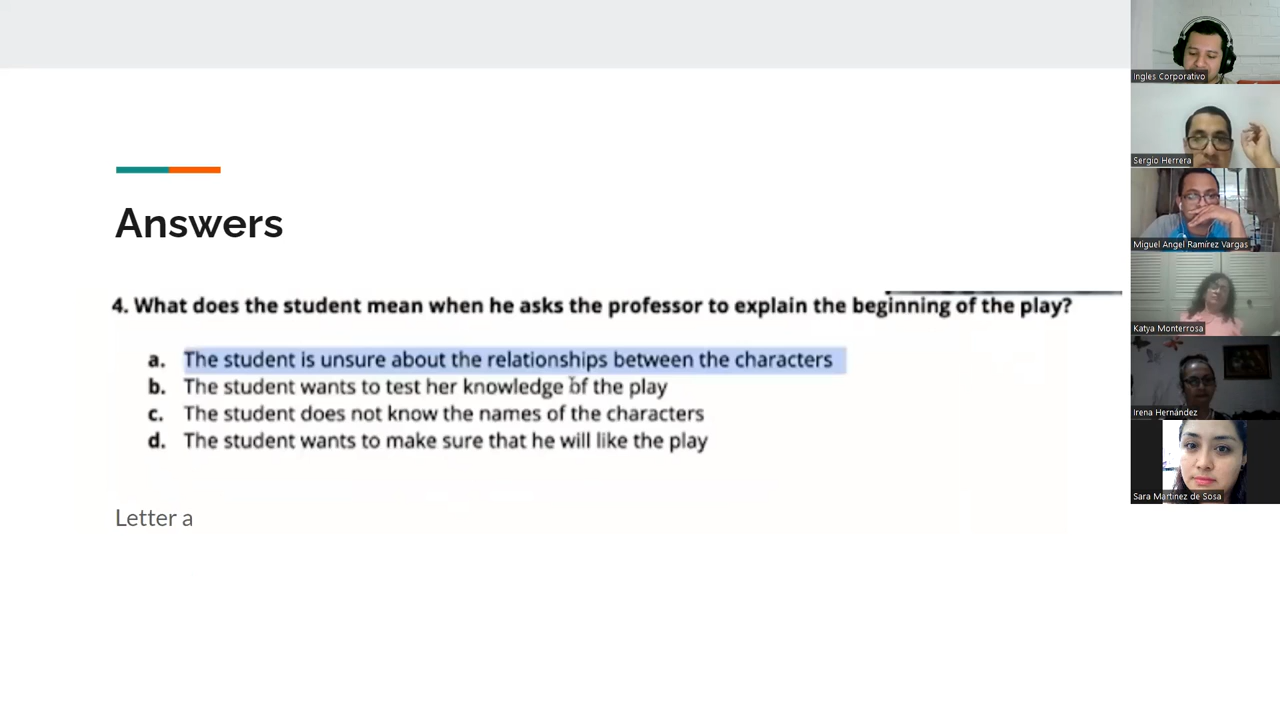 Answers
4. What does the student mean when he asks the professor to explain the beginning of the play?
a. The student is unsure about the relationships between the characters
b. The student wants to test her knowledge of the play
c. The student does not know the names of the characters
d. The student wants to make sure that he will like the play
Letter a
Ingles Corporativo
Sergio Herrera
Miguel Angel Ramírez Vargas
Katya Monterrosa
Irena Hernández
Sara Martinez de Sosa